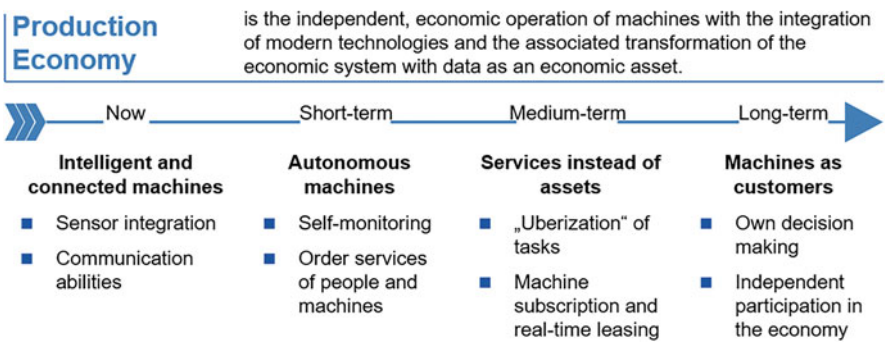 Production
Economy
is the independent, economic operation of machines with the integration
of modern technologies and the associated transformation of the
economic system with data as an economic asset.
Now
Short-term
Medium-term
Long-term
Intelligent and
connected machines
Sensor integration
Communication
abilities
Autonomous
machines
Self-monitoring
Order services
of people and
machines
Services instead of
assets
„Uberization“ of
tasks
Machine
subscription and
real-time leasing
Machines as
customers
Own decision
making
Independent
participation in
the economy